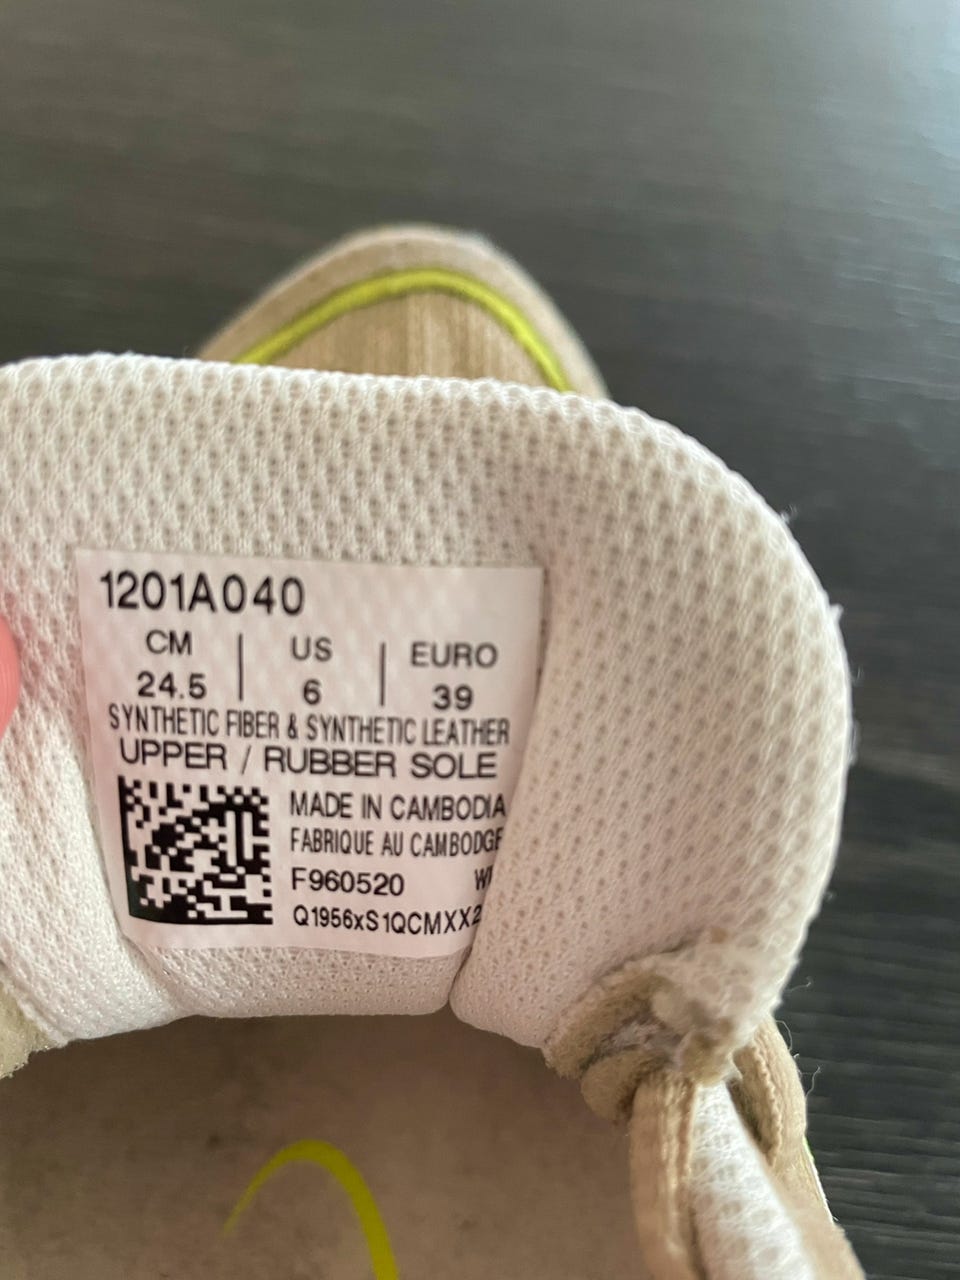 1201A040
CM | US | EURO
24.5 | 6 | 39
SYNTHETIC FIBER & SYNTHETIC LEATHER
UPPER / RUBBER SOLE
MADE IN CAMBODIA
FABRIQUE AU CAMBODGE
F960520
Q1956xS1QCMXX2